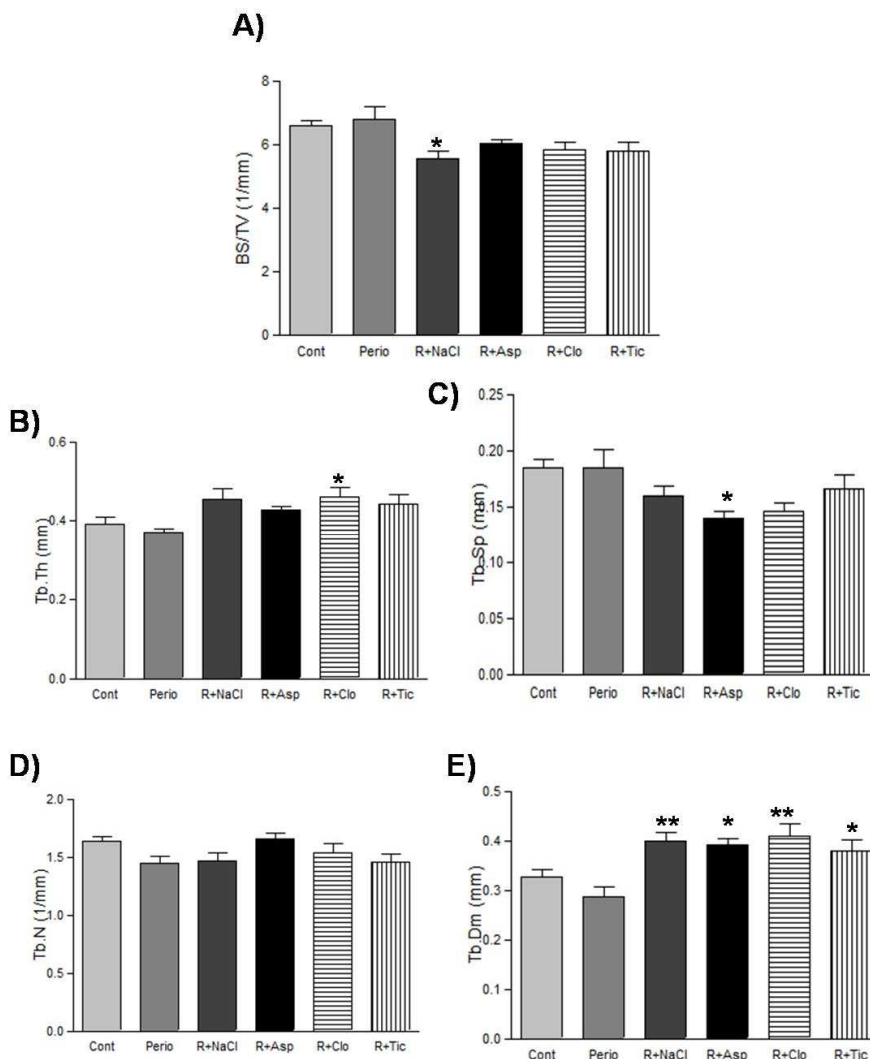 A)
BS/TV (1/mm)
8
6
4
2
0
*
Cont Perio R+NaCl R+Asp R+Clo R+Tic
B)
Tb.Th (mm)
0.6
0.4
0.2
0.0
*
Cont Perio R+NaCl R+Asp R+Clo R+Tic
C)
Tb.Sp (mm)
0.25
0.20
0.15
0.10
0.05
0.00
*
Cont Perio R+NaCl R+Asp R+Clo R+Tic
D)
Tb.N (1/mm)
2.0
1.5
1.0
0.5
0.0
Cont Perio R+NaCl R+Asp R+Clo R+Tic
E)
Tb.Dm (mm)
0.5
0.4
0.3
0.2
0.1
0.0
** * ** *
Cont Perio R+NaCl R+Asp R+Clo R+Tic